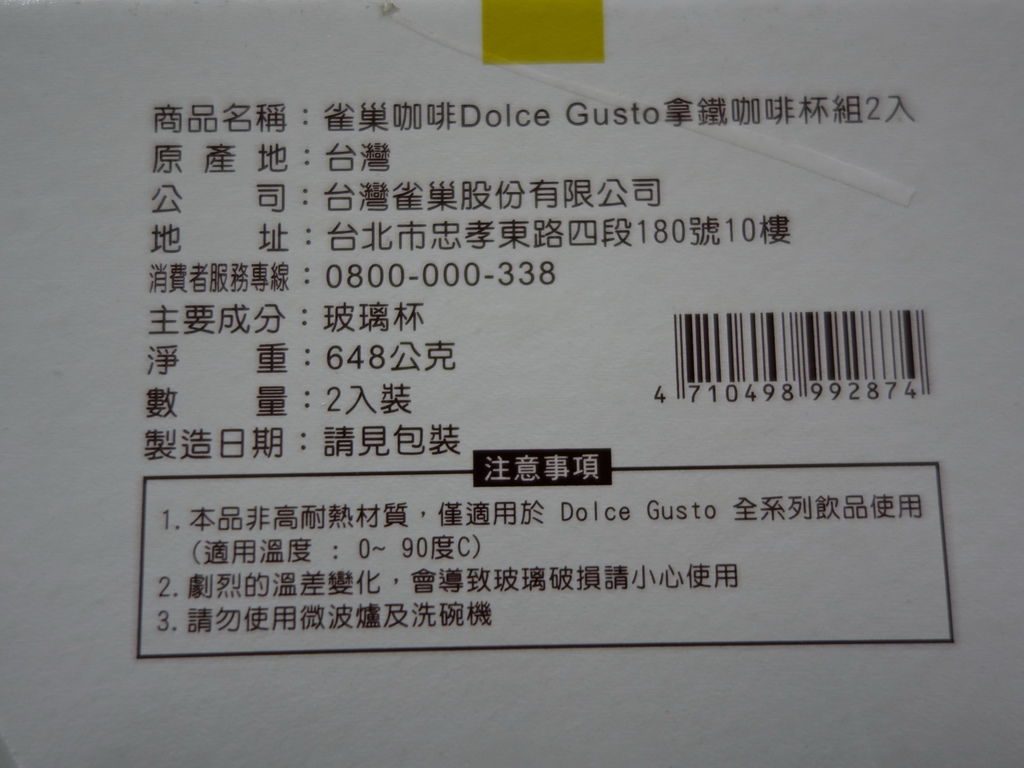 商品名稱：雀巢咖啡Dolce Gusto拿鐵咖啡杯組2入
原產地：台灣
公司：台灣雀巢股份有限公司
地址：台北市忠孝東路四段180號10樓
消費者服務專線：0800-000-338
主要成分：玻璃杯
淨重：648公克
數量：2入裝
製造日期：請見包裝
4 710498 992874
注意事項
1. 本品非高耐熱材質，僅適用於 Dolce Gusto 全系列飲品使用
(適用溫度 : 0~ 90度C)
2. 劇烈的溫差變化，會導致玻璃破損請小心使用
3. 請勿使用微波爐及洗碗機